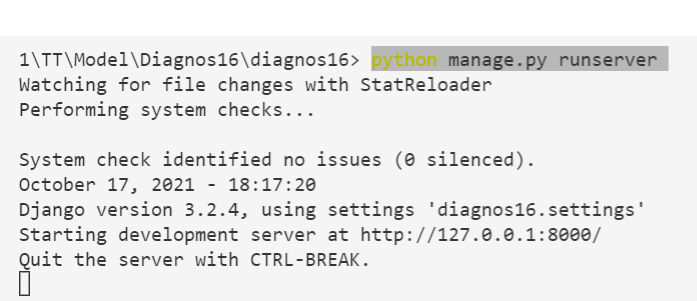 1\TT\Model\Diagnos16\diagnos16> python manage.py runserver
Watching for file changes with StatReloader
Performing system checks...
System check identified no issues (0 silenced).
October 17, 2021 - 18:17:20
Django version 3.2.4, using settings 'diagnos16.settings'
Starting development server at http://127.0.0.1:8000/
Quit the server with CTRL-BREAK.